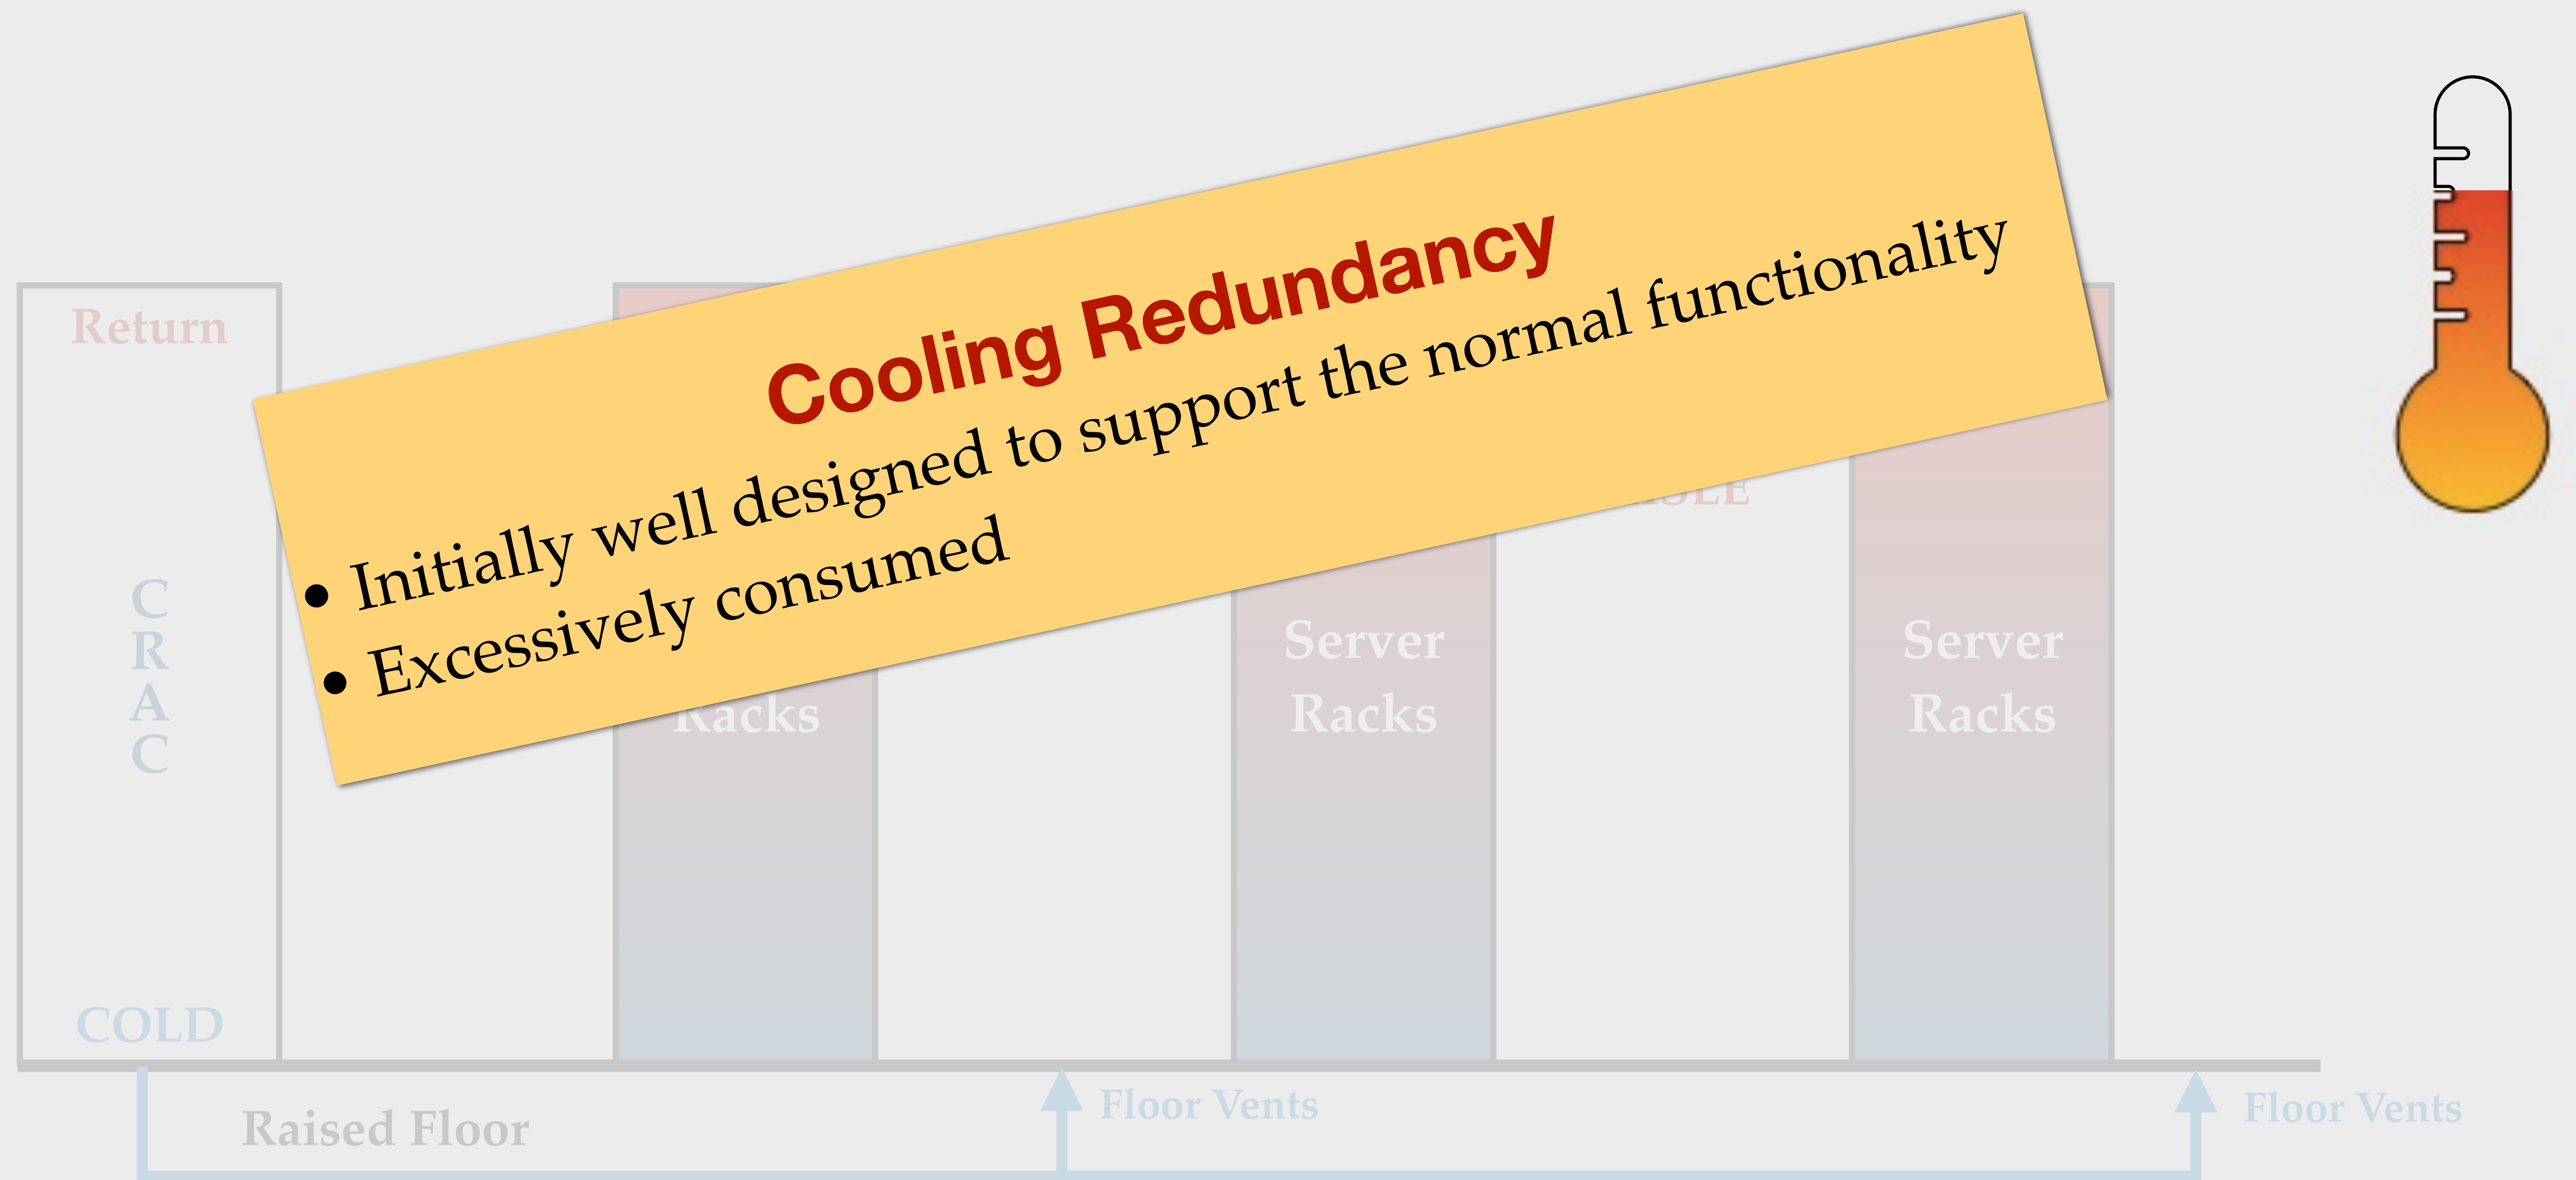 Cooling Redundancy
• Initially well designed to support the normal functionality
• Excessively consumed
Return
C
R
A
C
COLD
Racks
Server
Racks
Server
Racks
Raised Floor
Floor Vents
Floor Vents